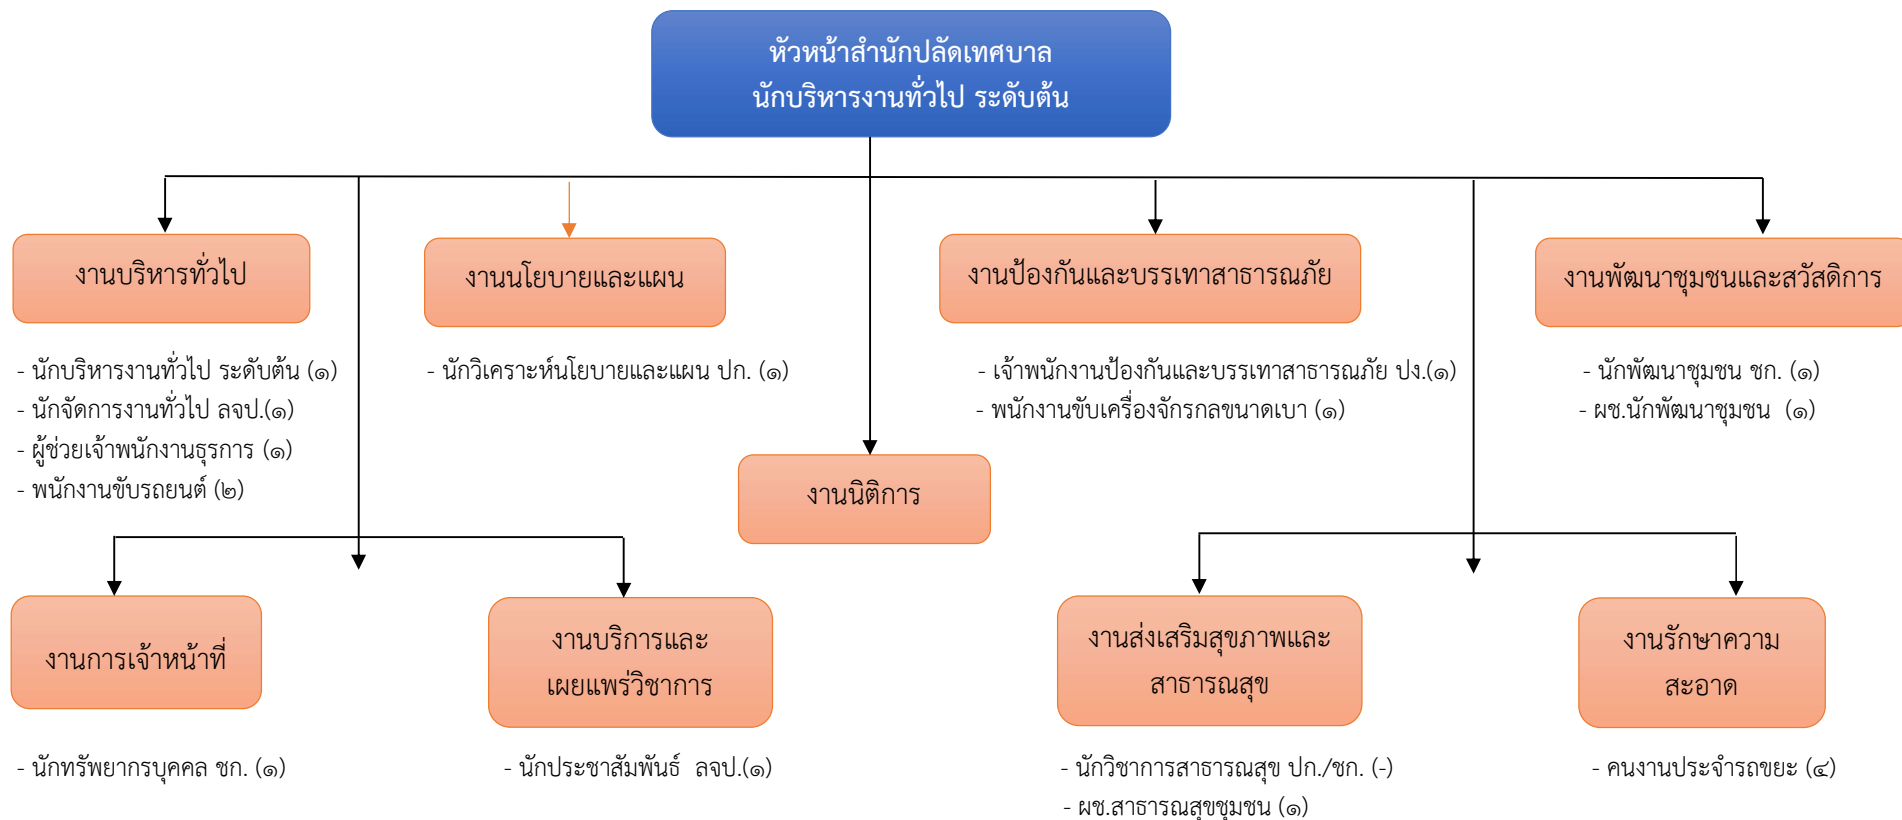 หัวหน้าสำนักปลัดเทศบาล
นักบริหารงานทั่วไป ระดับต้น
งานบริหารทั่วไป
งานนโยบายและแผน
งานป้องกันและบรรเทาสาธารณภัย
งานพัฒนาชุมชนและสวัสดิการ
- นักบริหารงานทั่วไป ระดับต้น (๑)
- นักจัดการงานทั่วไป ลจป.(๑)
- ผู้ช่วยเจ้าพนักงานธุรการ (๑)
- พนักงานขับรถยนต์ (๒)
- นักวิเคราะห์นโยบายและแผน ปก. (๑)
- เจ้าพนักงานป้องกันและบรรเทาสาธารณภัย ปง.(๑)
- พนักงานขับเครื่องจักรกลขนาดเบา (๑)
- นักพัฒนาชุมชน ชก. (๑)
- ผช.นักพัฒนาชุมชน (๑)
งานนิติการ
งานการเจ้าหน้าที่
งานบริการและ
เผยแพร่วิชาการ
งานส่งเสริมสุขภาพและ
สาธารณสุข
งานรักษาความ
สะอาด
- นักทรัพยากรบุคคล ชก. (๑)
- นักประชาสัมพันธ์ ลจป.(๑)
- นักวิชาการสาธารณสุข ปก./ชก. (-)
- ผช.สาธารณสุขชุมชน (๑)
- คนงานประจำรถขยะ (๔)